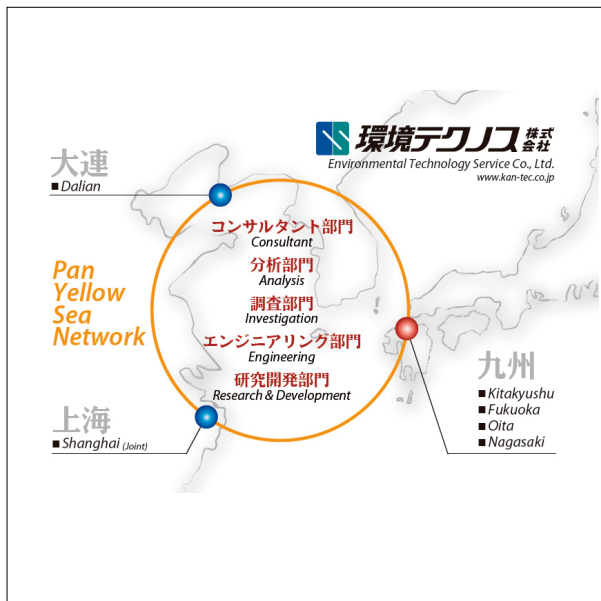 環境テクノス株式会社
Environmental Technology Service Co., Ltd.
www.kan-tec.co.jp
大連
■ Dalian
コンサルタント部門
Consultant
分析部門
Analysis
調査部門
Investigation
エンジニアリング部門
Engineering
研究開発部門
Research & Development
Pan
Yellow
Sea
Network
九州
■ Kitakyushu
■ Fukuoka
■ Oita
■ Nagasaki
上海
■ Shanghai (Joint)